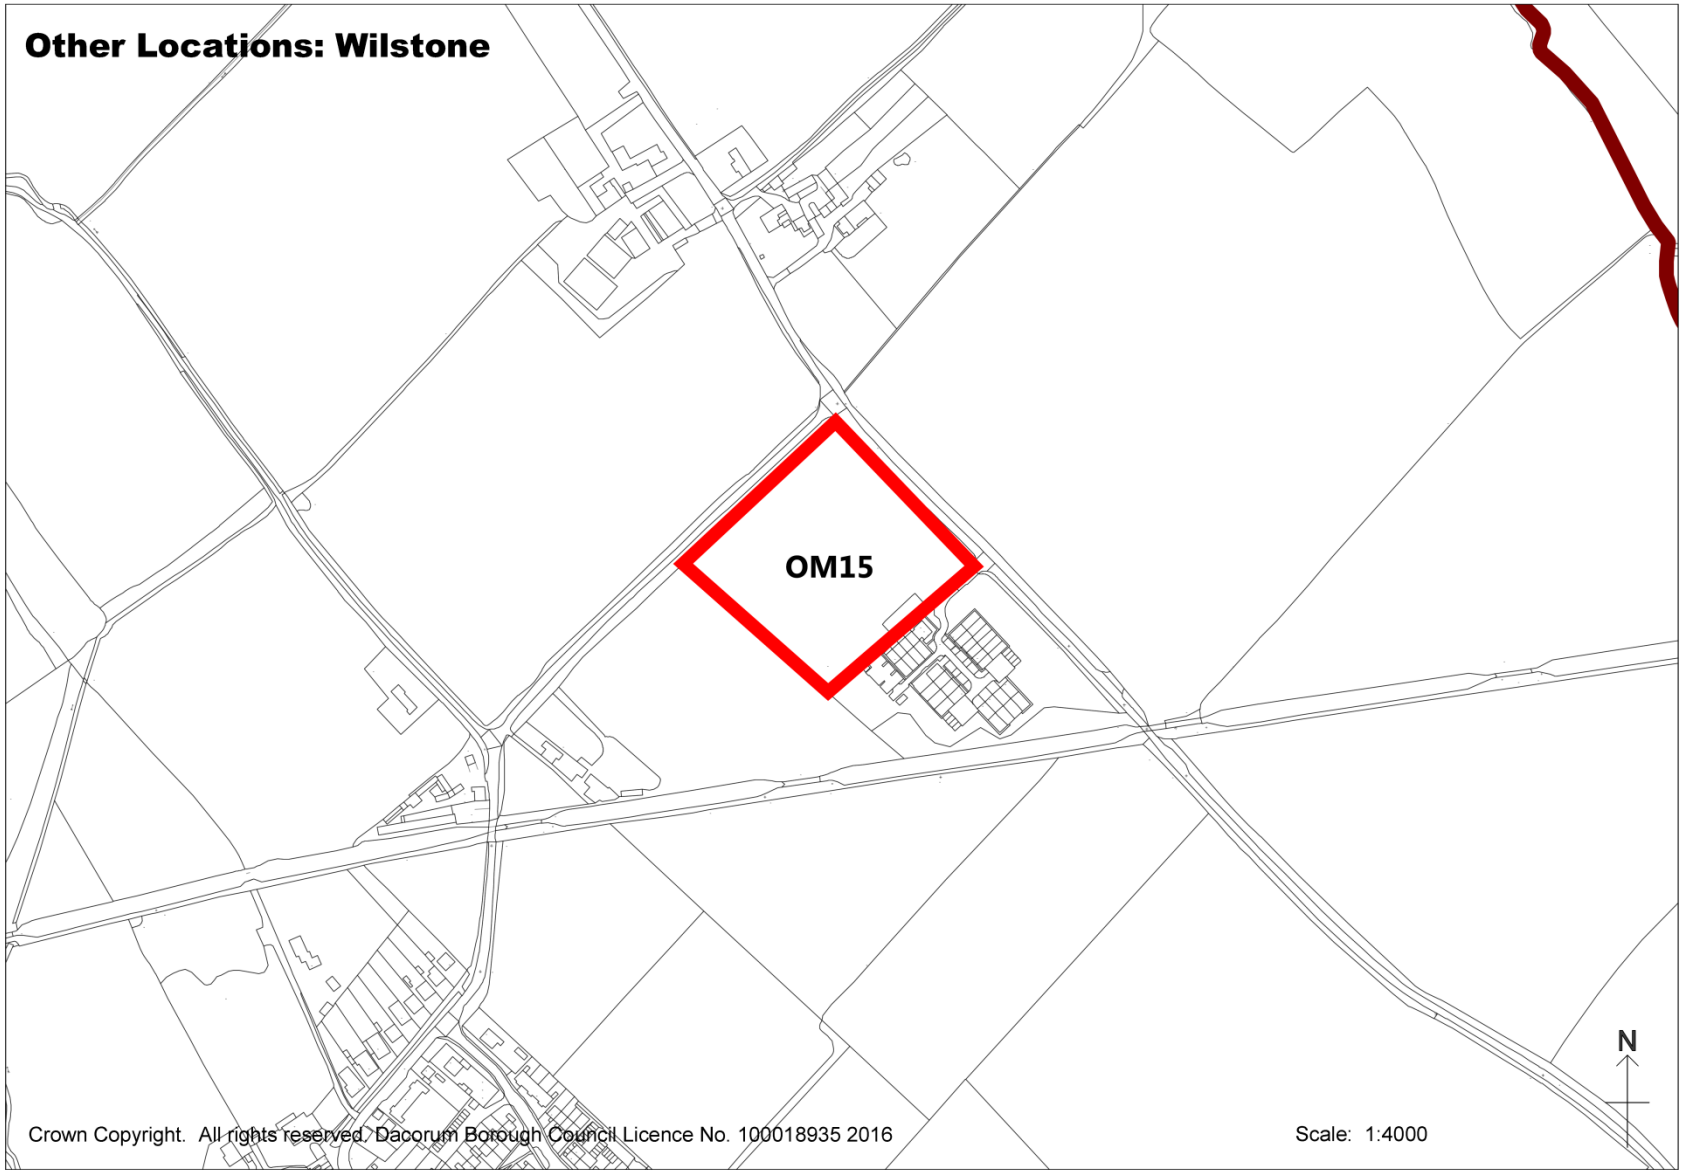 Other Locations: Wilstone
OM15
N
Crown Copyright. All rights reserved. Dacorum Borough Council Licence No. 100018935 2016
Scale: 1:4000